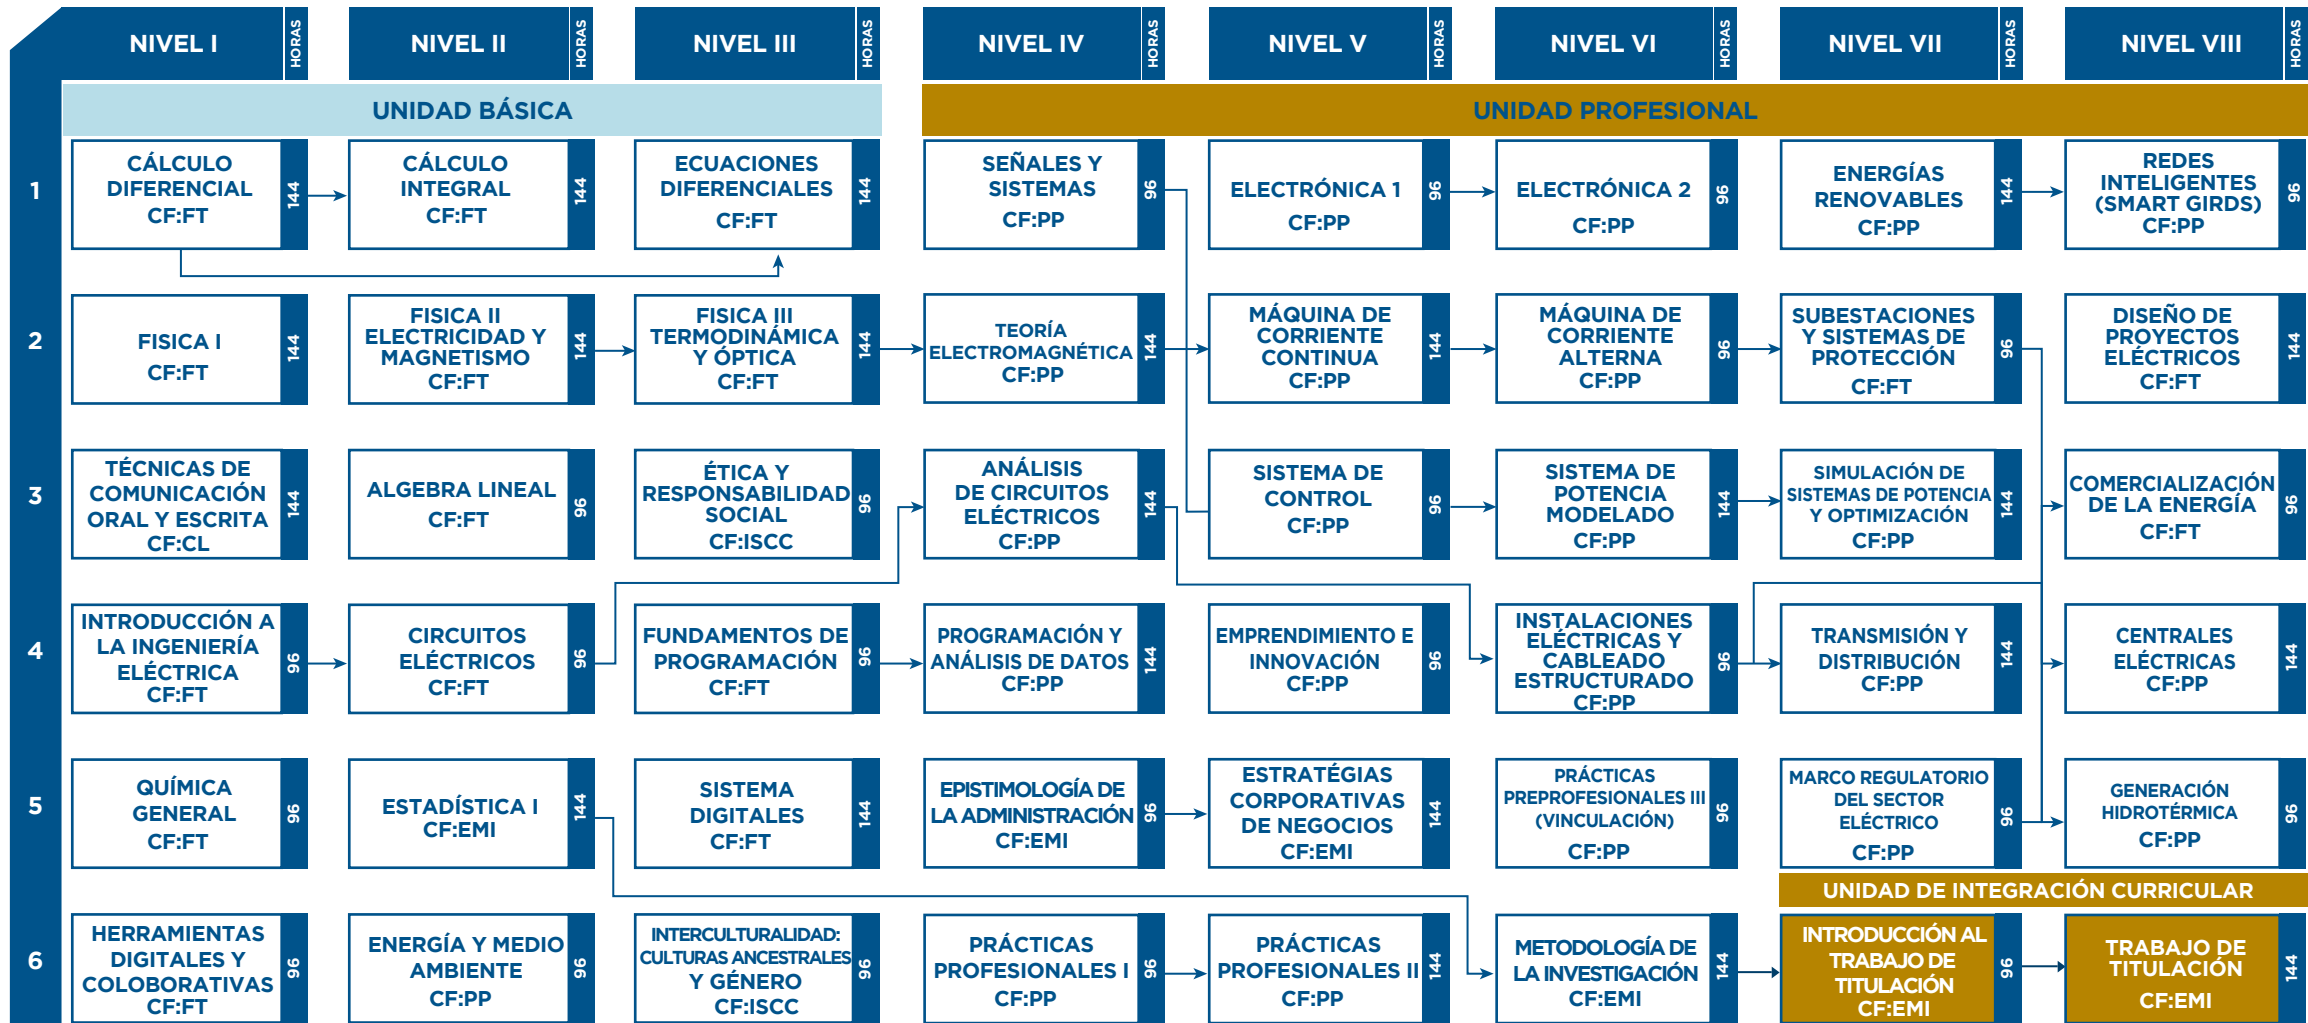 NIVEL I
HORAS
NIVEL II
HORAS
NIVEL III
HORAS
NIVEL IV
HORAS
NIVEL V
HORAS
NIVEL VI
HORAS
NIVEL VII
HORAS
NIVEL VIII
HORAS
UNIDAD BÁSICA
UNIDAD PROFESIONAL
1
CÁLCULO
DIFERENCIAL
CF:FT
144
CÁLCULO
INTEGRAL
CF:FT
144
ECUACIONES
DIFERENCIALES
CF:FT
144
SEÑALES Y
SISTEMAS
CF:PP
96
ELECTRÓNICA 1
CF:PP
96
ELECTRÓNICA 2
CF:PP
96
ENERGÍAS
RENOVABLES
CF:PP
144
REDES
INTELIGENTES
(SMART GIRDS)
CF:PP
96
2
FISICA I
CF:FT
144
FISICA II
ELECTRICIDAD Y
MAGNETISMO
CF:FT
144
FISICA III
TERMODINÁMICA
Y ÓPTICA
CF:FT
144
TEORÍA
ELECTROMAGNÉTICA
CF:PP
144
MÁQUINA DE
CORRIENTE
CONTINUA
CF:PP
144
MÁQUINA DE
CORRIENTE
ALTERNA
CF:PP
96
SUBESTACIONES
Y SISTEMAS DE
PROTECCIÓN
CF:FT
96
DISEÑO DE
PROYECTOS
ELÉCTRICOS
CF:FT
144
3
TÉCNICAS DE
COMUNICACIÓN
ORAL Y ESCRITA
CF:CL
144
ALGEBRA LINEAL
CF:FT
96
ÉTICA Y
RESPONSABILIDAD
SOCIAL
CF:ISCC
96
ANÁLISIS
DE CIRCUITOS
ELÉCTRICOS
CF:PP
144
SISTEMA DE
CONTROL
CF:PP
96
SISTEMA DE
POTENCIA
MODELADO
CF:PP
144
SIMULACIÓN DE
SISTEMAS DE POTENCIA
Y OPTIMIZACIÓN
CF:PP
144
COMERCIALIZACIÓN
DE LA ENERGÍA
CF:FT
96
4
INTRODUCCIÓN A
LA INGENIERÍA
ELÉCTRICA
CF:FT
96
CIRCUITOS
ELÉCTRICOS
CF:FT
96
FUNDAMENTOS DE
PROGRAMACIÓN
CF:FT
96
PROGRAMACIÓN Y
ANÁLISIS DE DATOS
CF:PP
144
EMPRENDIMIENTO E
INNOVACIÓN
CF:PP
96
INSTALACIONES
ELÉCTRICAS Y
CABLEADO
ESTRUCTURADO
CF:PP
96
TRANSMISIÓN Y
DISTRIBUCIÓN
CF:PP
144
CENTRALES
ELÉCTRICAS
CF:PP
144
5
QUÍMICA
GENERAL
CF:FT
96
ESTADÍSTICA I
CF:EMI
144
SISTEMA
DIGITALES
CF:FT
144
EPISTIMOLOGÍA DE
LA ADMINISTRACIÓN
CF:EMI
96
ESTRATÉGIAS
CORPORATIVAS
DE NEGOCIOS
CF:EMI
144
PRÁCTICAS
PREPROFESIONALES III
(VINCULACIÓN)
CF:PP
96
MARCO REGULATORIO
DEL SECTOR
ELÉCTRICO
CF:PP
96
GENERACIÓN
HIDROTÉRMICA
CF:PP
96
UNIDAD DE INTEGRACIÓN CURRICULAR
6
HERRAMIENTAS
DIGITALES Y
COLOBORATIVAS
CF:FT
96
ENERGÍA Y MEDIO
AMBIENTE
CF:PP
96
INTERCULTURALIDAD:
CULTURAS ANCESTRALES
Y GÉNERO
CF:ISCC
96
PRÁCTICAS
PROFESIONALES I
CF:PP
96
PRÁCTICAS
PROFESIONALES II
CF:PP
144
METODOLOGÍA DE
LA INVESTIGACIÓN
CF:EMI
144
INTRODUCCIÓN AL
TRABAJO DE
TITULACIÓN
CF:EMI
96
TRABAJO DE
TITULACIÓN
CF:EMI
144